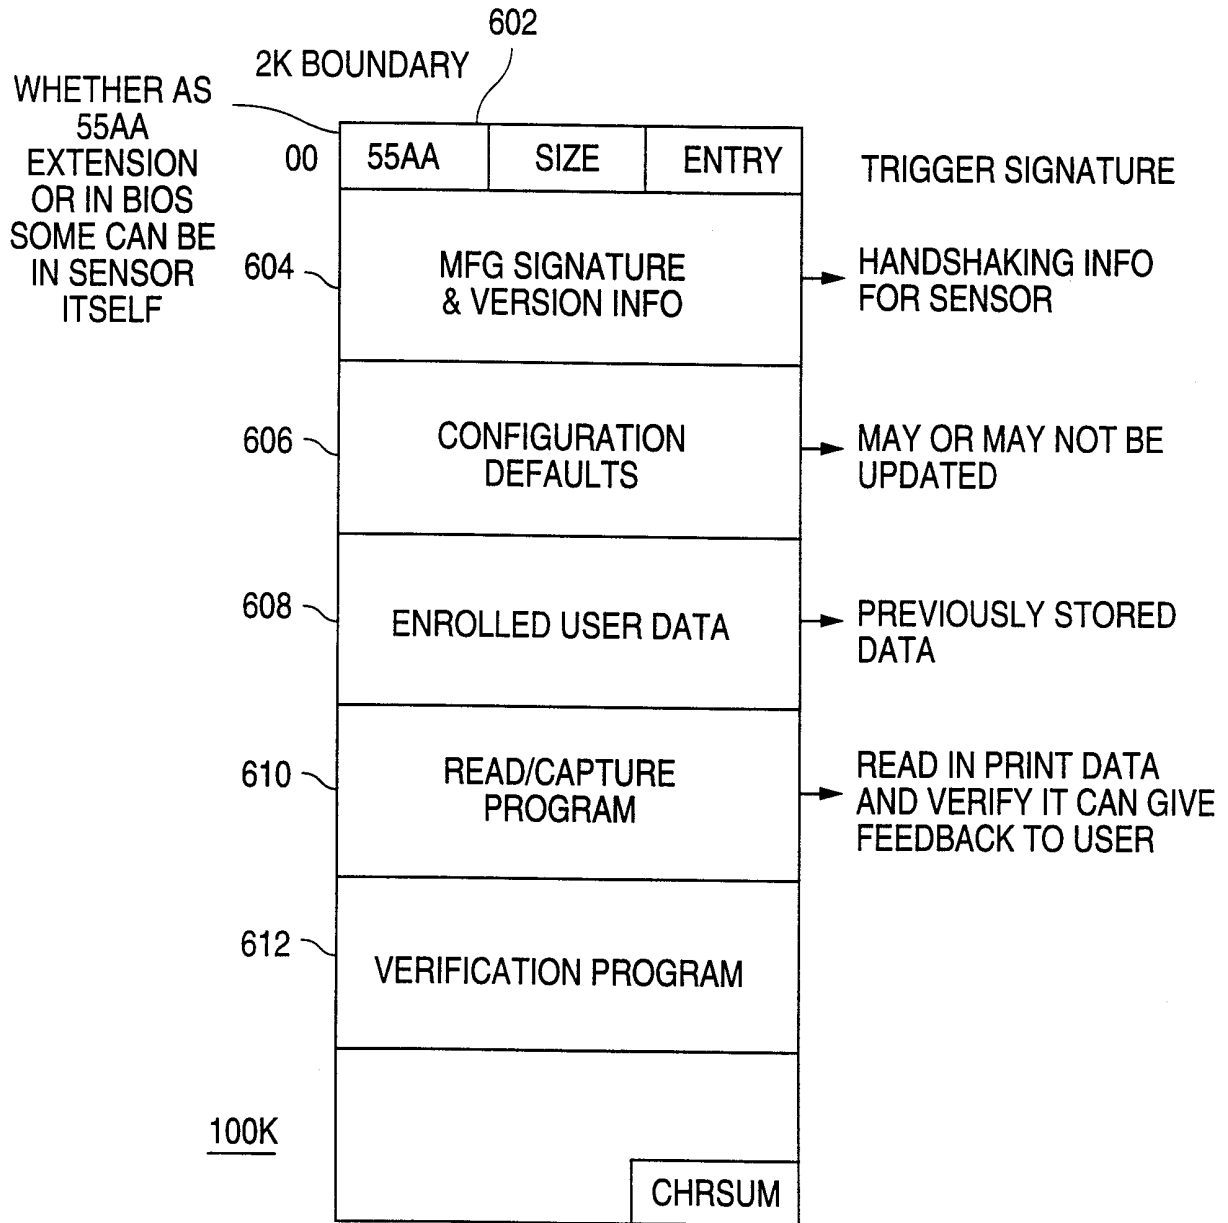 602
2K BOUNDARY
WHETHER AS
55AA
EXTENSION
OR IN BIOS
SOME CAN BE
IN SENSOR
ITSELF
00
55AA
SIZE
ENTRY
TRIGGER SIGNATURE
604
MFG SIGNATURE
& VERSION INFO
HANDSHAKING INFO
FOR SENSOR
606
CONFIGURATION
DEFAULTS
MAY OR MAY NOT BE
UPDATED
608
ENROLLED USER DATA
PREVIOUSLY STORED
DATA
610
READ/CAPTURE
PROGRAM
READ IN PRINT DATA
AND VERIFY IT CAN GIVE
FEEDBACK TO USER
612
VERIFICATION PROGRAM
100K
CHRSUM